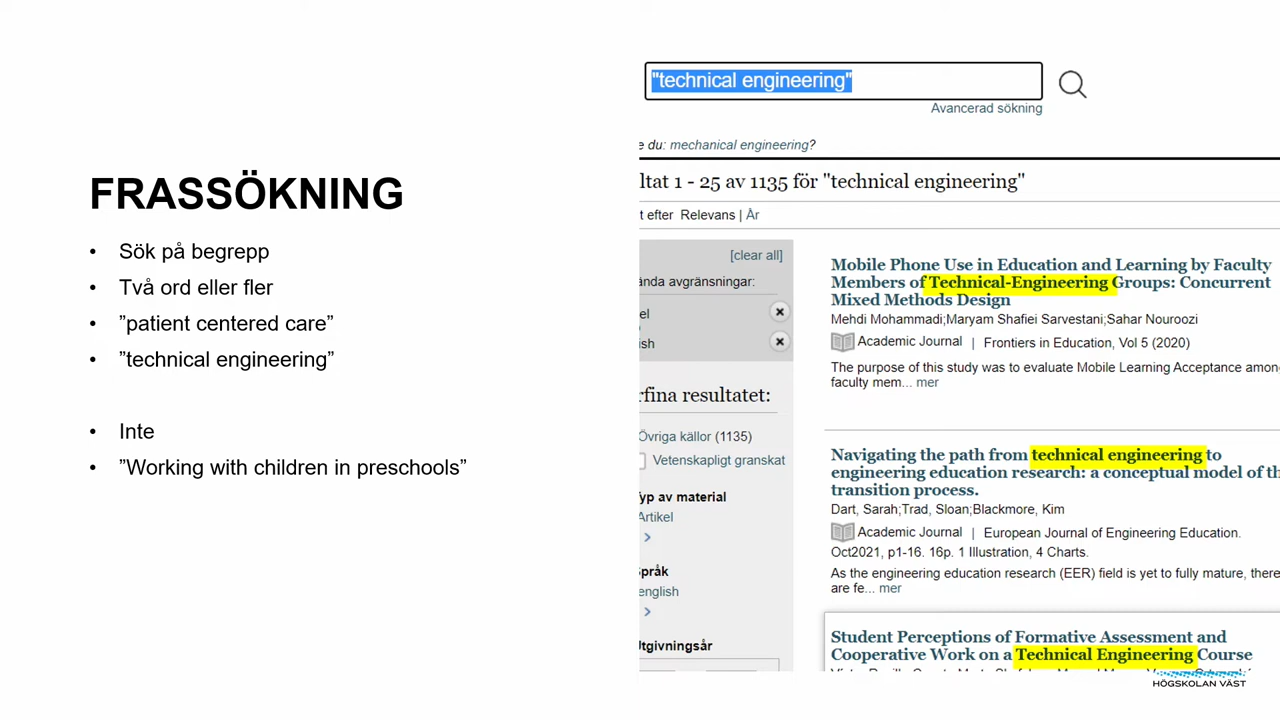 FRASSÖKNING
• Sök på begrepp
• Två ord eller fler
• ”patient centered care”
• ”technical engineering”
• Inte
• ”Working with children in preschools”
"technical engineering"
Avancerad sökning
e du: mechanical engineering?
ltat 1 - 25 av 1135 för "technical engineering"
t efter Relevans | År
[clear all]
ända avgränsningar:
el
ish
rfina resultatet:
Övriga källor (1135)
Vetenskapligt granskat
Typ av material
Artikel
Språk
english
Utgivningsår
Mobile Phone Use in Education and Learning by Faculty
Members of Technical-Engineering Groups: Concurrent
Mixed Methods Design
Mehdi Mohammadi;Maryam Shafiei Sarvestani;Sahar Nouroozi
Academic Journal | Frontiers in Education, Vol 5 (2020)
The purpose of this study was to evaluate Mobile Learning Acceptance among
faculty mem... mer
Navigating the path from technical engineering to
engineering education research: a conceptual model of th
transition process.
Dart, Sarah;Trad, Sloan;Blackmore, Kim
Academic Journal | European Journal of Engineering Education.
Oct2021, p1-16. 16p. 1 Illustration, 4 Charts.
As the engineering education research (EER) field is yet to fully mature, there
are fe... mer
Student Perceptions of Formative Assessment and
Cooperative Work on a Technical Engineering Course
HÖGSKOLAN VÄST